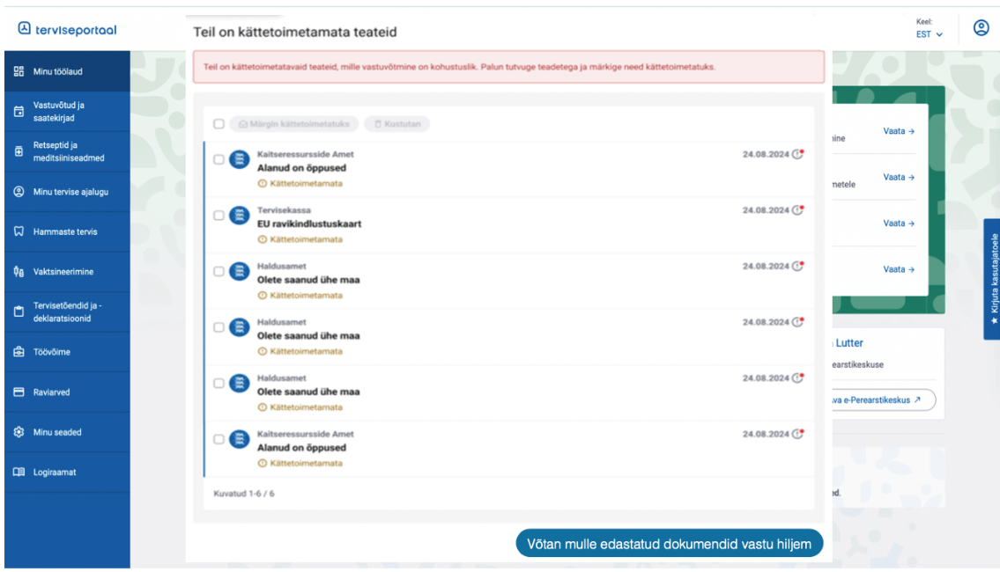 terviseportaal
Teil on kättetoimetamata teateid
Keel:
EST
Teil on kättetoimetatavaid teateid, mille vastuvõtmine on kohustuslik. Palun tutvuge teadetega ja märkige need kättetoimetatuks.
Minu töölaud
Vastuvõtud ja
saatekirjad
Retseptid ja
meditsiiniseadmed
Minu tervise ajalugu
Hammaste tervis
Vaktsineerimine
Tervisetõendid ja -
deklaratsioonid
Töövõime
Raviarved
Minu seaded
Logiraamat
Märgin kättetoimetatuks
Kustutan
Kaitseressursside Amet
24.08.2024
Alanud on õppused
Kättetoimetamata
Tervisekassa
24.08.2024
EU ravikindlustuskaart
Kättetoimetamata
Haldusamet
24.08.2024
Olete saanud ühe maa
Kättetoimetamata
Haldusamet
24.08.2024
Olete saanud ühe maa
Kättetoimetamata
Haldusamet
24.08.2024
Olete saanud ühe maa
Kättetoimetamata
Kaitseressursside Amet
24.08.2024
Alanud on õppused
Kättetoimetamata
Kuvatud 1-6 / 6
Võtan mulle edastatud dokumendid vastu hiljem
Vaata →
Vaata →
metele
Vaata →
Vaata →
Lutter
earstikeskuse
e-Perearstikeskus
Kirjuta kasutajatoele